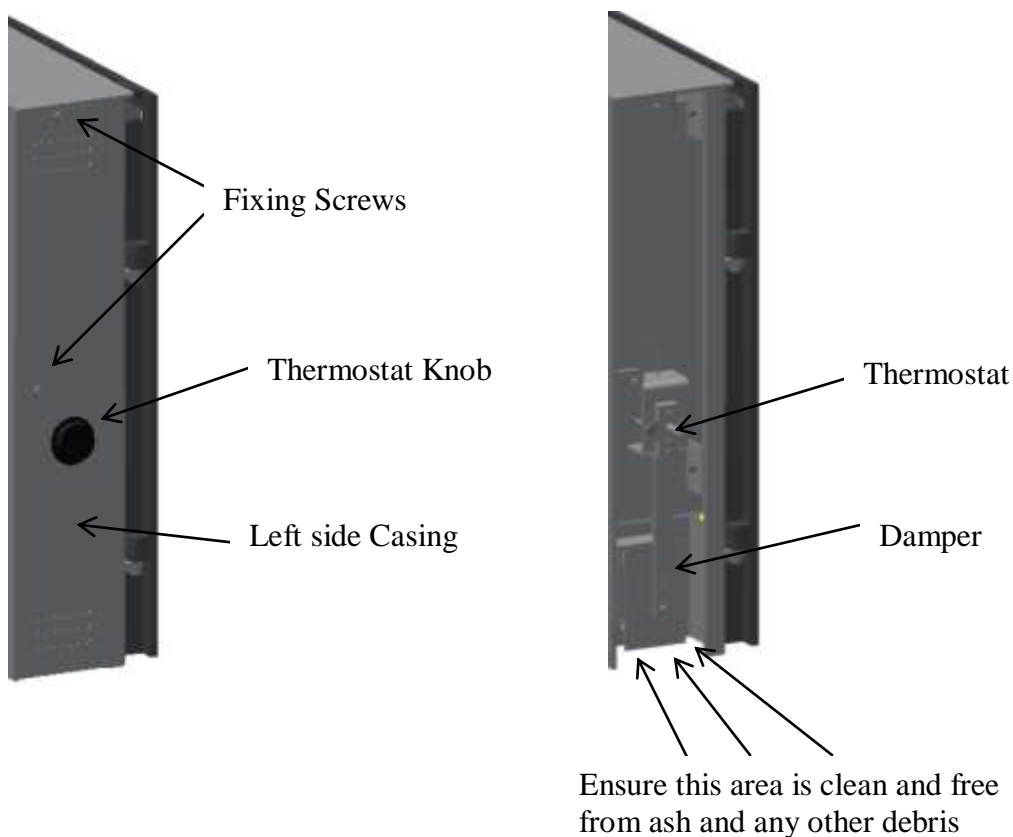 Fixing Screws
Thermostat Knob
Thermostat
Left side Casing
Damper
Ensure this area is clean and free
from ash and any other debris